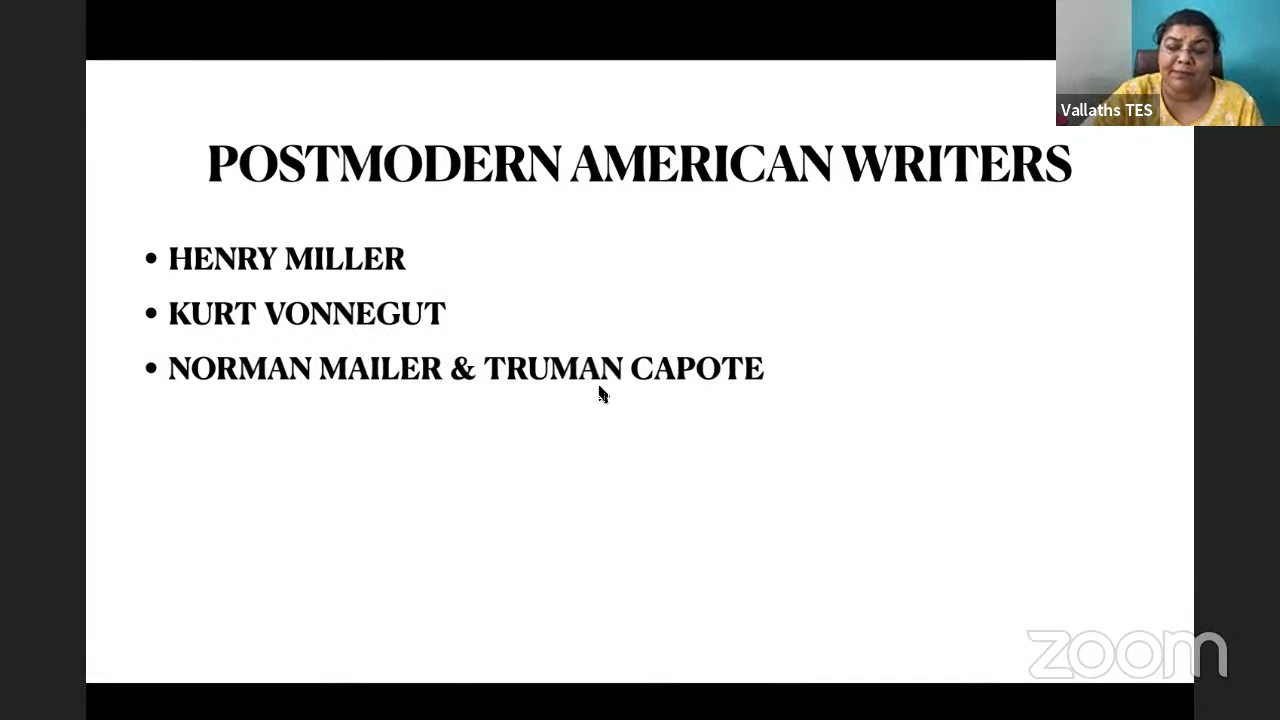 Vallaths TES
POSTMODERN AMERICAN WRITERS
• HENRY MILLER
• KURT VONNEGUT
• NORMAN MAILER & TRUMAN CAPOTE
zoom